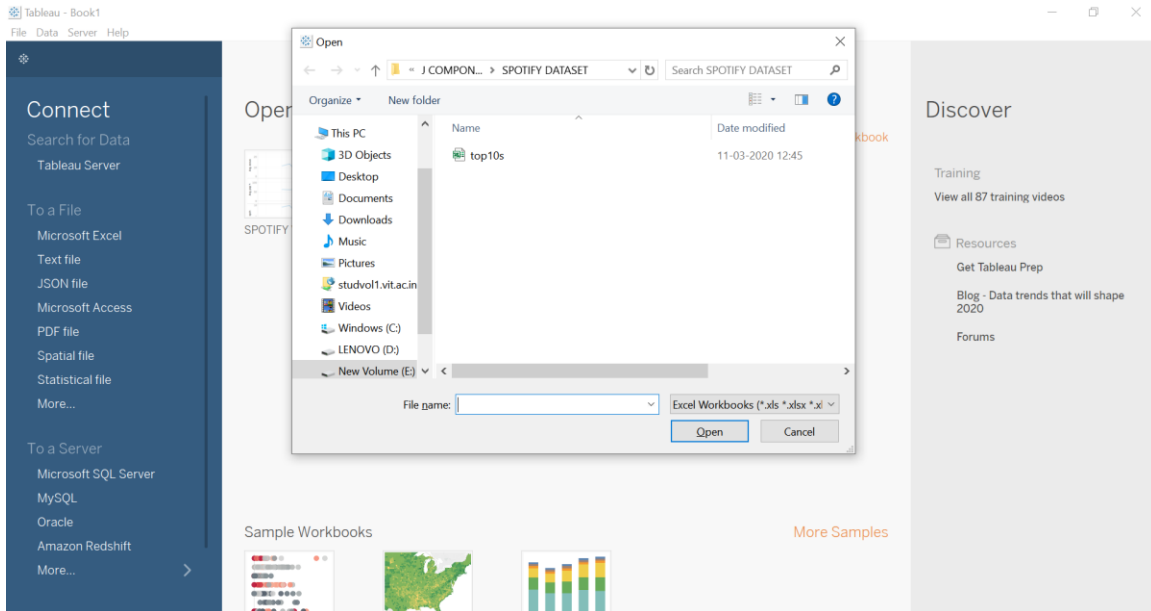 Tableau - Book1
File Data Server Help
Connect
Search for Data
Tableau Server
To a File
Microsoft Excel
Text file
JSON file
Microsoft Access
PDF file
Spatial file
Statistical file
More...
To a Server
Microsoft SQL Server
MySQL
Oracle
Amazon Redshift
More...
Open
SPOTIFY
Open
« J COMPON... > SPOTIFY DATASET
Search SPOTIFY DATASET
Organize
New folder
This PC
3D Objects
Desktop
Documents
Downloads
Music
Pictures
studvol1.vit.ac.in
Videos
Windows (C:)
LENOVO (D:)
New Volume (E:)
Name Date modified
top10s 11-03-2020 12:45
File name:
Excel Workbooks (*.xls *.xlsx *.xl
Open Cancel
kbook
Sample Workbooks More Samples
Discover
Training
View all 87 training videos
Resources
Get Tableau Prep
Blog - Data trends that will shape
2020
Forums